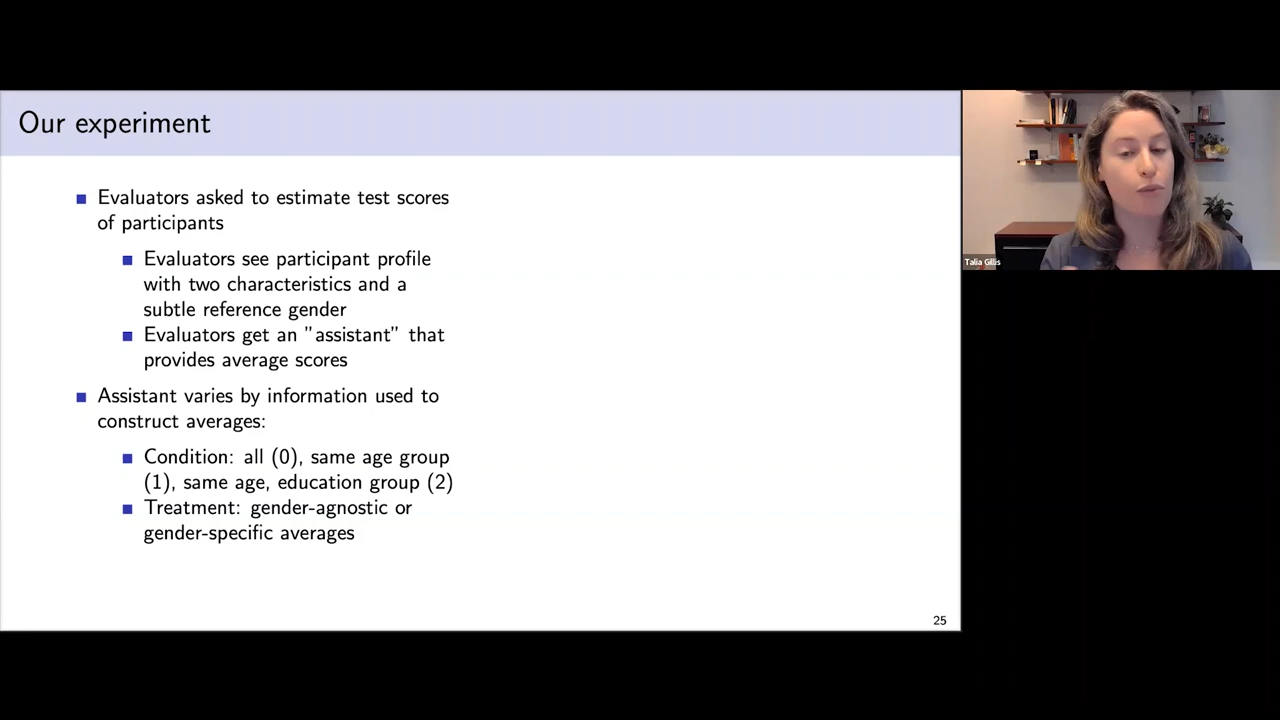 Our experiment
Evaluators asked to estimate test scores
of participants
Evaluators see participant profile
with two characteristics and a
subtle reference gender
Evaluators get an ”assistant” that
provides average scores
Assistant varies by information used to
construct averages:
Condition: all (0), same age group
(1), same age, education group (2)
Treatment: gender-agnostic or
gender-specific averages
25
Talia Gillis